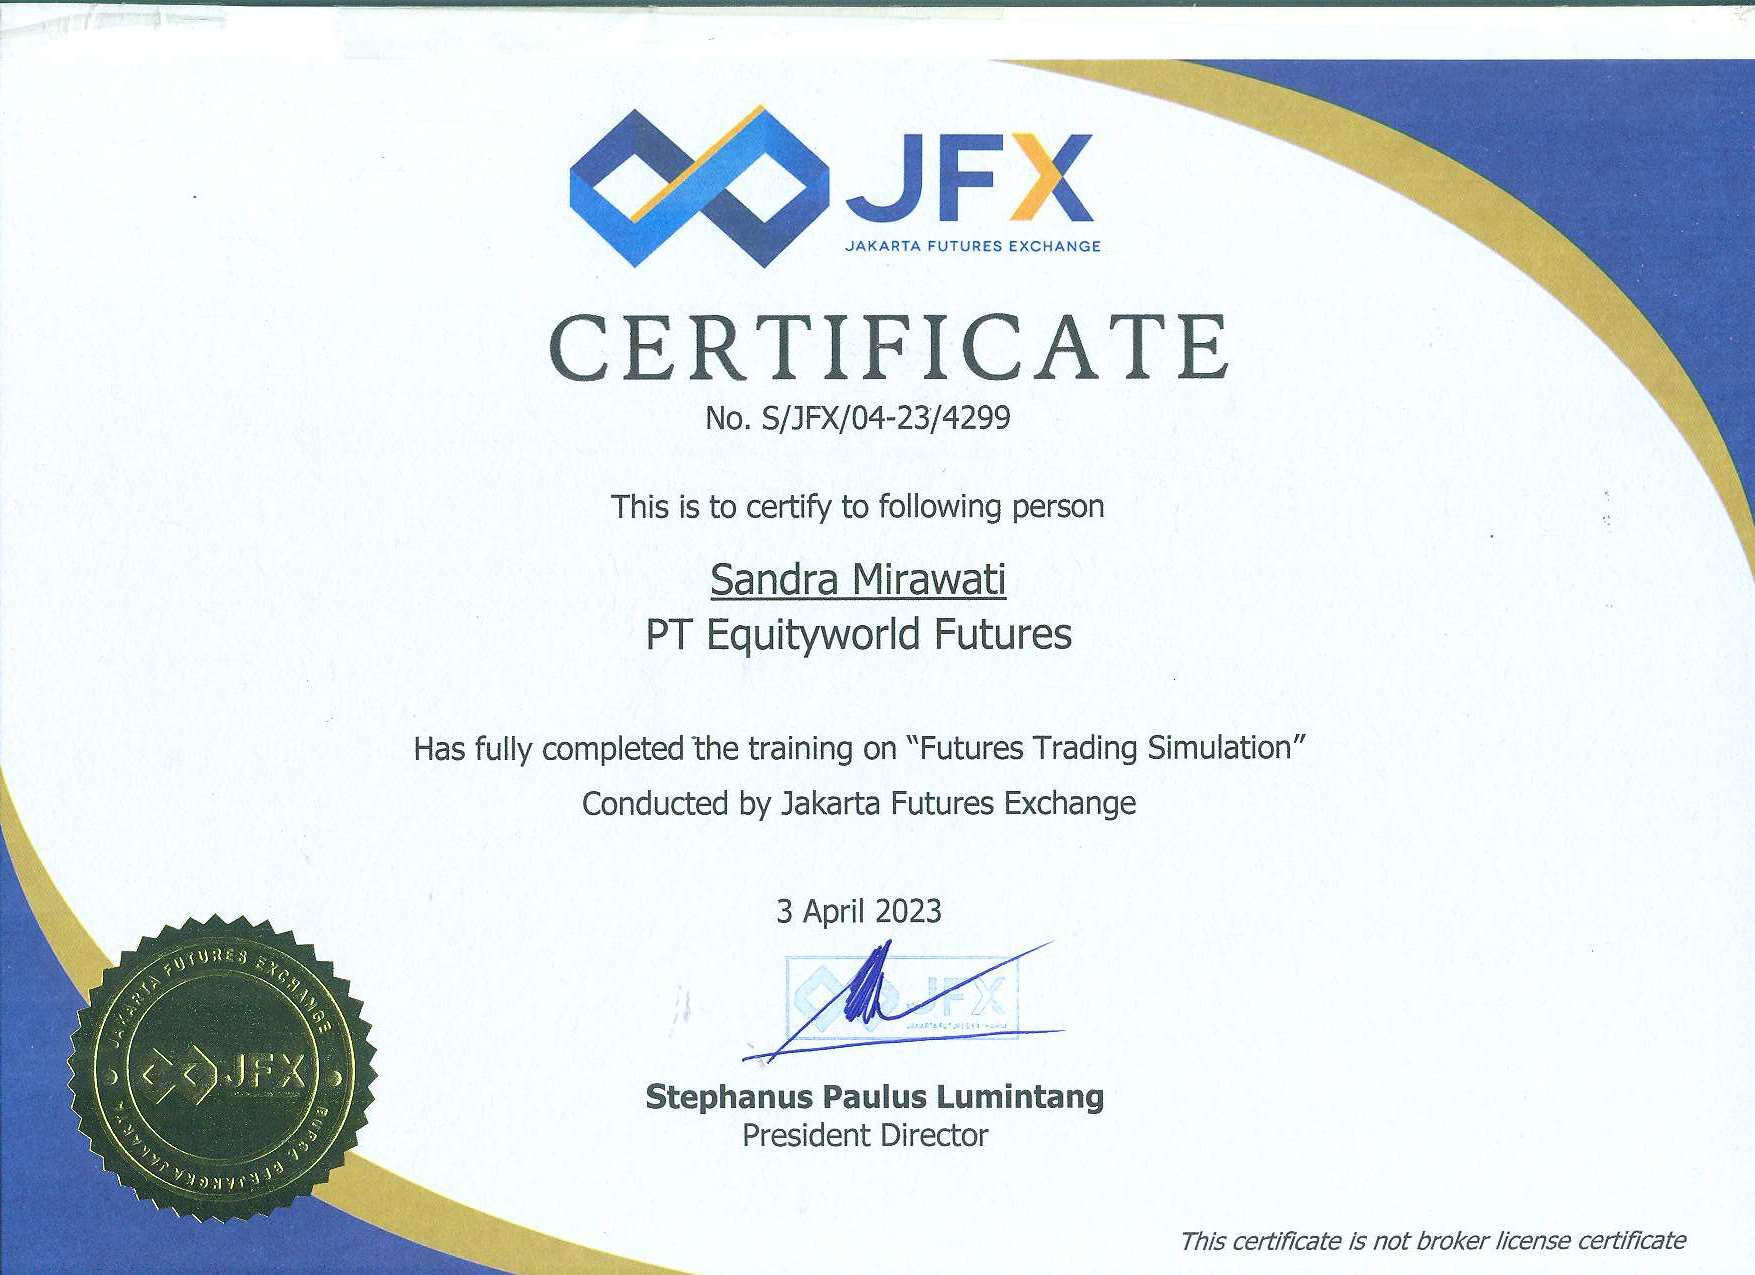 JFX
JAKARTA FUTURES EXCHANGE
CERTIFICATE
No. S/JFX/04-23/4299
This is to certify to following person
Sandra Mirawati
PT Equityworld Futures
Has fully completed the training on “Futures Trading Simulation”
Conducted by Jakarta Futures Exchange
3 April 2023
JFX
JAKARTA FUTURES EXCHANGE
Stephanus Paulus Lumintang
President Director
JAKARTA FUTURES EXCHANGE
JFX
BURSA BERJANGKA JAKARTA
This certificate is not broker license certificate